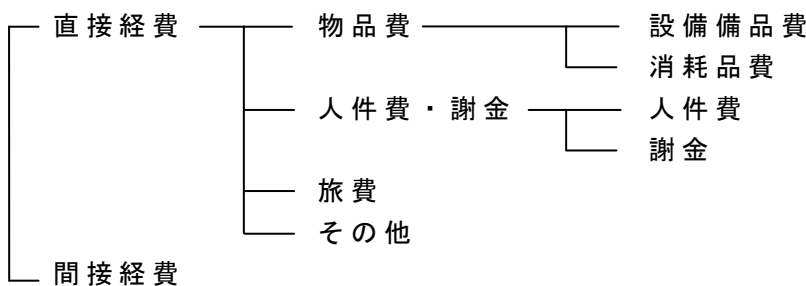 直接経費 物品費 設備備品費
消耗品費
人件費・謝金 人件費
謝金
旅費
その他
間接経費